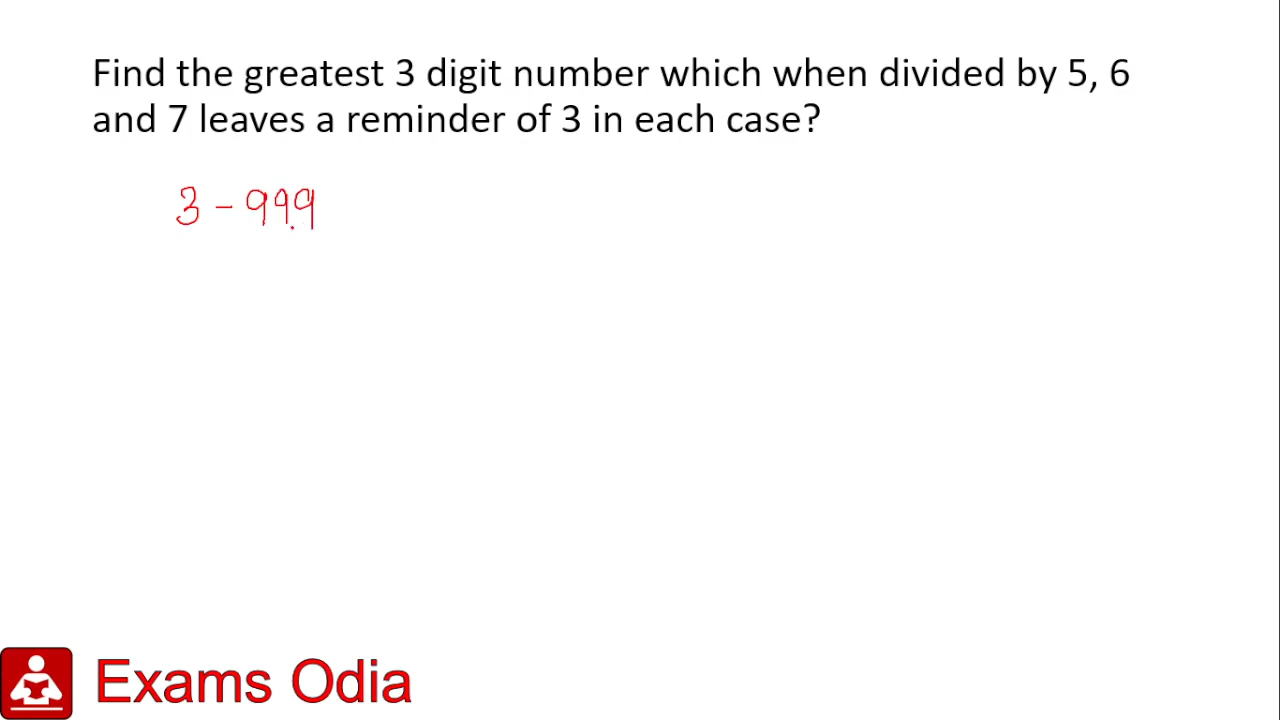 Find the greatest 3 digit number which when divided by 5, 6
and 7 leaves a reminder of 3 in each case?
3 - 999
Exams Odia